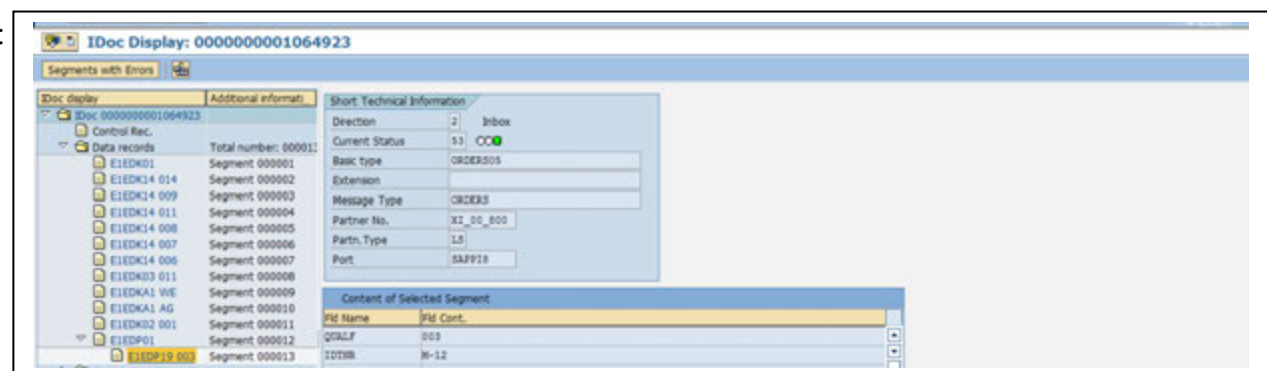 :
IDoc Display: 0000000001064923
Segments with Errors
IDoc display Additional informati
IDoc 0000000001064923
Control Rec.
Data records Total number: 000013
E1EDK01 Segment 000001
E1EDK14 014 Segment 000002
E1EDK14 009 Segment 000003
E1EDK14 011 Segment 000004
E1EDK14 008 Segment 000005
E1EDK14 007 Segment 000006
E1EDK14 006 Segment 000007
E1EDK03 011 Segment 000008
E1EDKA1 WE Segment 000009
E1EDKA1 AG Segment 000010
E1EDK02 001 Segment 000011
E1EDP01 Segment 000012
E1EDP19 003 Segment 000013
Short Technical Information
Direction 2 Inbox
Current Status 53
Basic type ORDERS05
Extension
Message Type ORDERS
Partner No. XI_00_800
Partn.Type LS
Port SAPPI8
Content of Selected Segment
Fld Name Fld Cont.
QUALF 003
IDTNR M-12